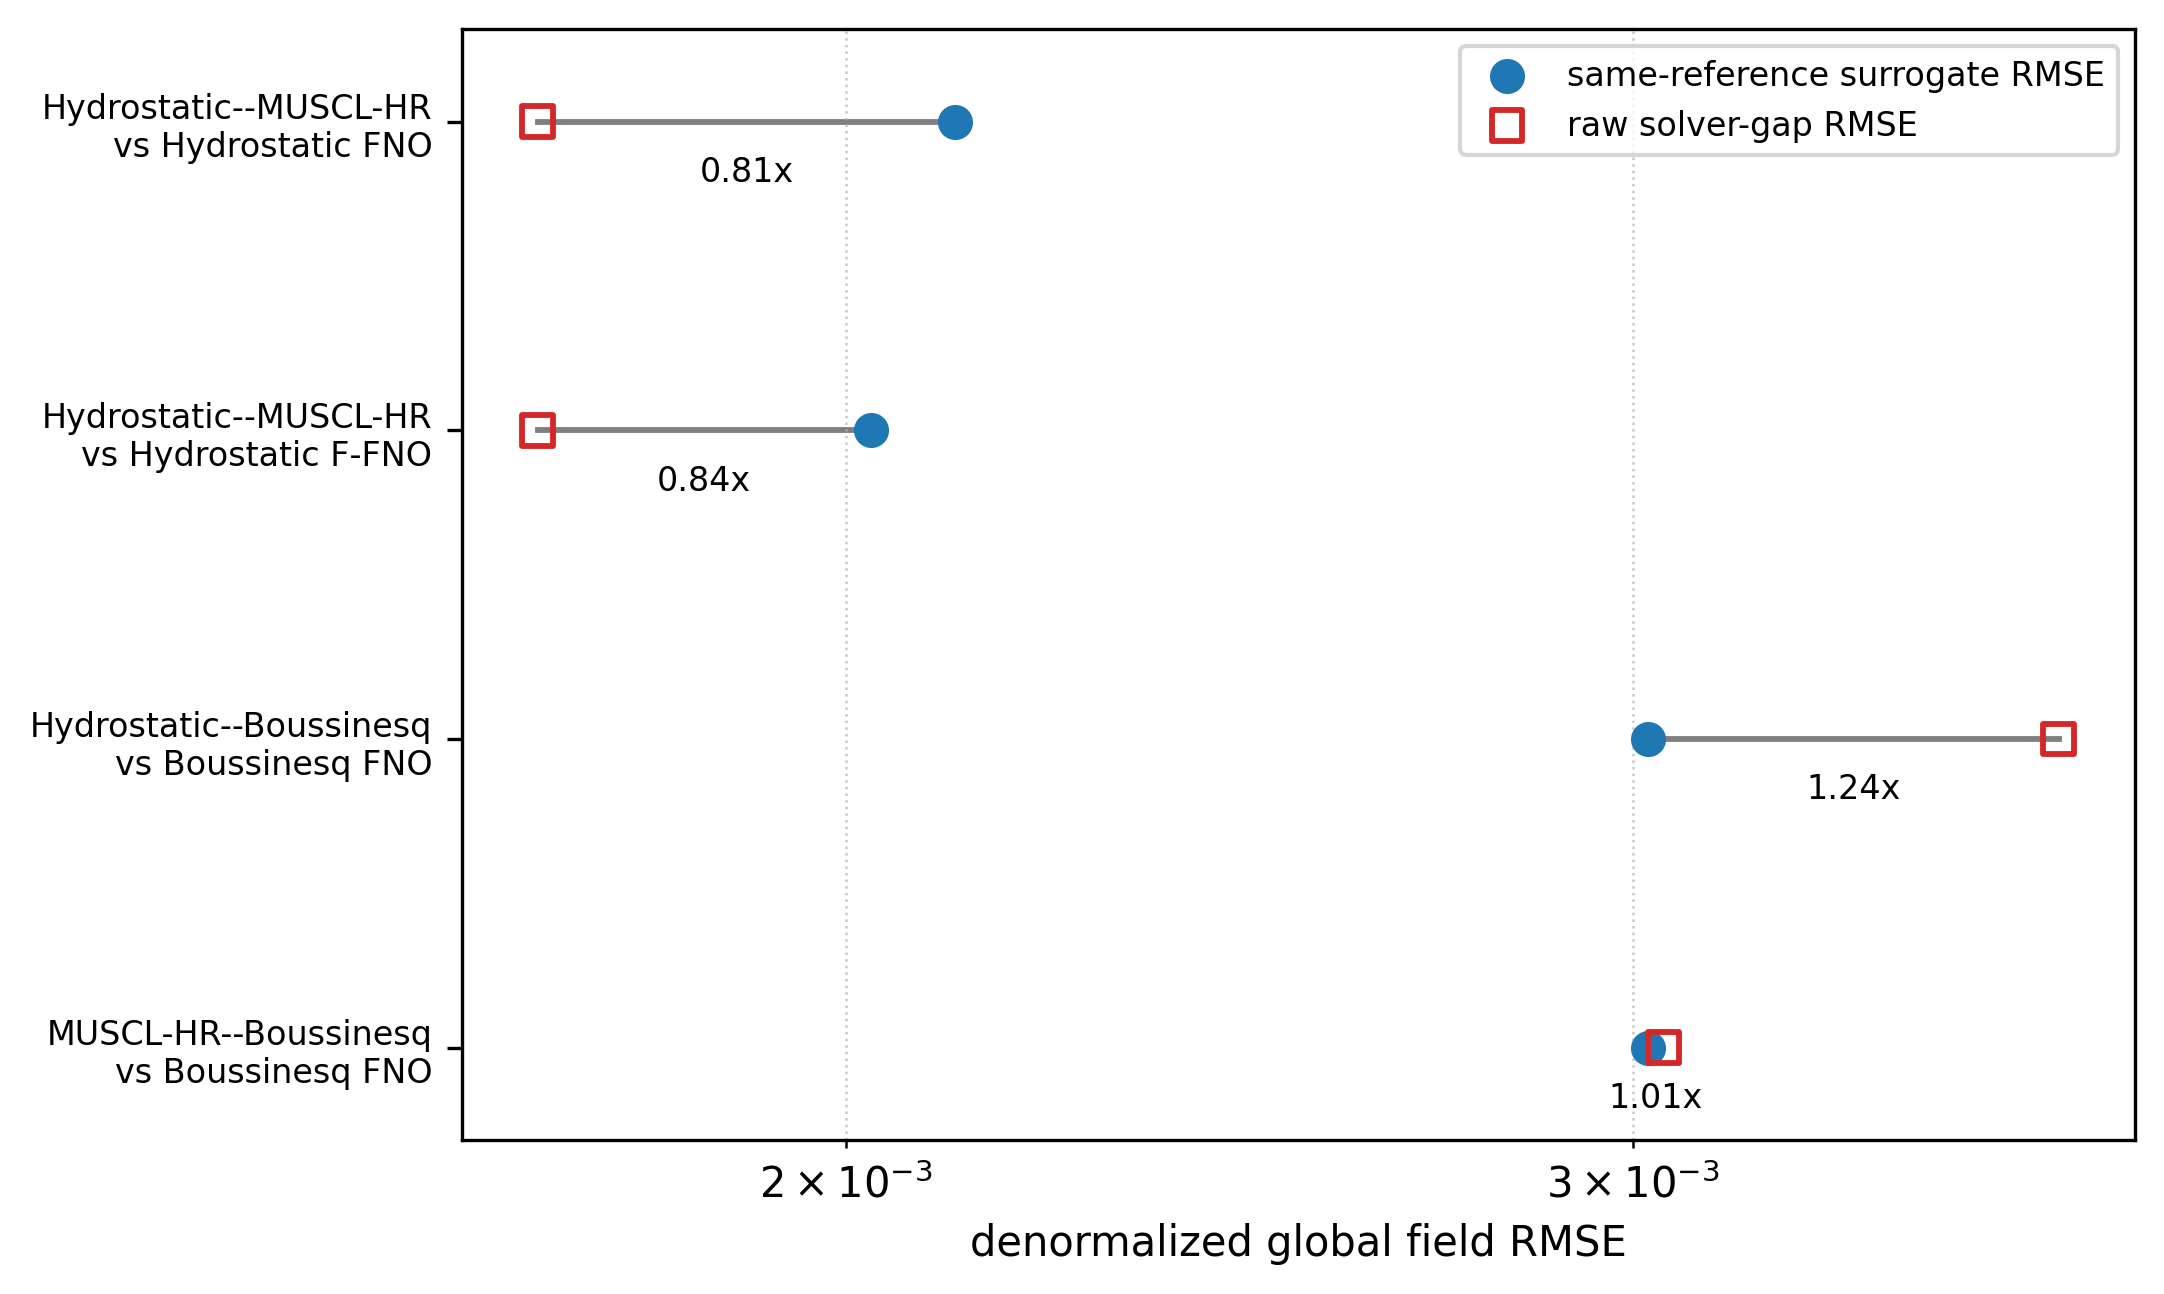 same-reference surrogate RMSE
raw solver-gap RMSE
Hydrostatic--MUSCL-HR
vs Hydrostatic FNO
0.81x
Hydrostatic--MUSCL-HR
vs Hydrostatic F-FNO
0.84x
Hydrostatic--Boussinesq
vs Boussinesq FNO
1.24x
MUSCL-HR--Boussinesq
vs Boussinesq FNO
1.01x
2 × 10⁻³
3 × 10⁻³
denormalized global field RMSE